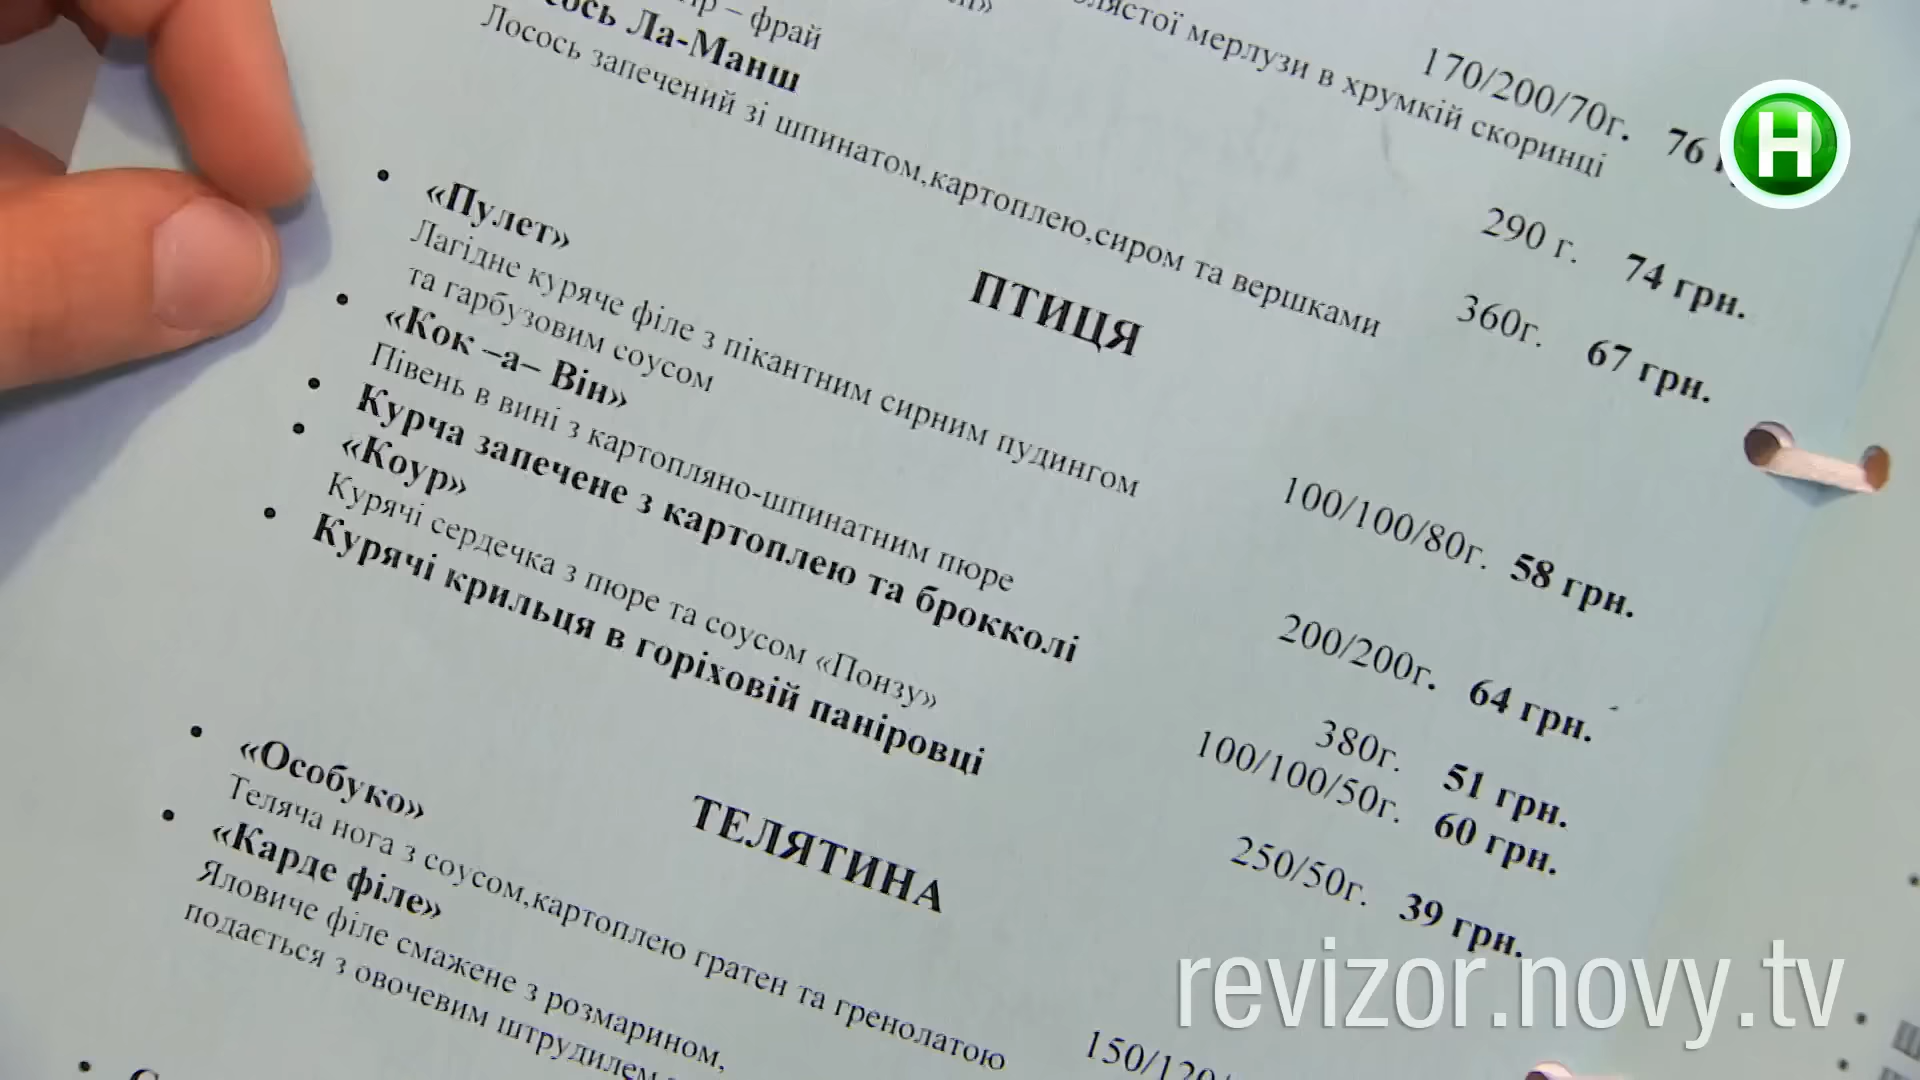 – фрай
Ла-Манш
170/200/70г. 76
мерлузи в хрумкій скоринці
290 г. 74 грн.
Лосось запечений зі шпинатом,картоплею,сиром та вершками
360г. 67 грн.
ПТИЦЯ
• «Пулет»
Лагідне куряче філе з пікантним сирним пудингом
та гарбузовим соусом
100/100/80г. 58 грн.
• «Кок –а– Він»
Півень в вині з картопляно-шпинатним пюре
200/200г. 64 грн.
• Курча запечене з картоплею та брокколі
380г. 51 грн.
• «Коур»
100/100/50г. 60 грн.
Курячі сердечка з пюре та соусом «Понзу»
• Курячі крильця в горіховій паніровці
250/50г. 39 грн.
ТЕЛЯТИНА
• «Особуко»
Теляча нога з соусом,картоплею гратен та гренолатою
150/120/
• «Карде філе»
Яловиче філе смажене з розмарином,
подається з овочевим штрудилем
Н
revizor.novy.tv